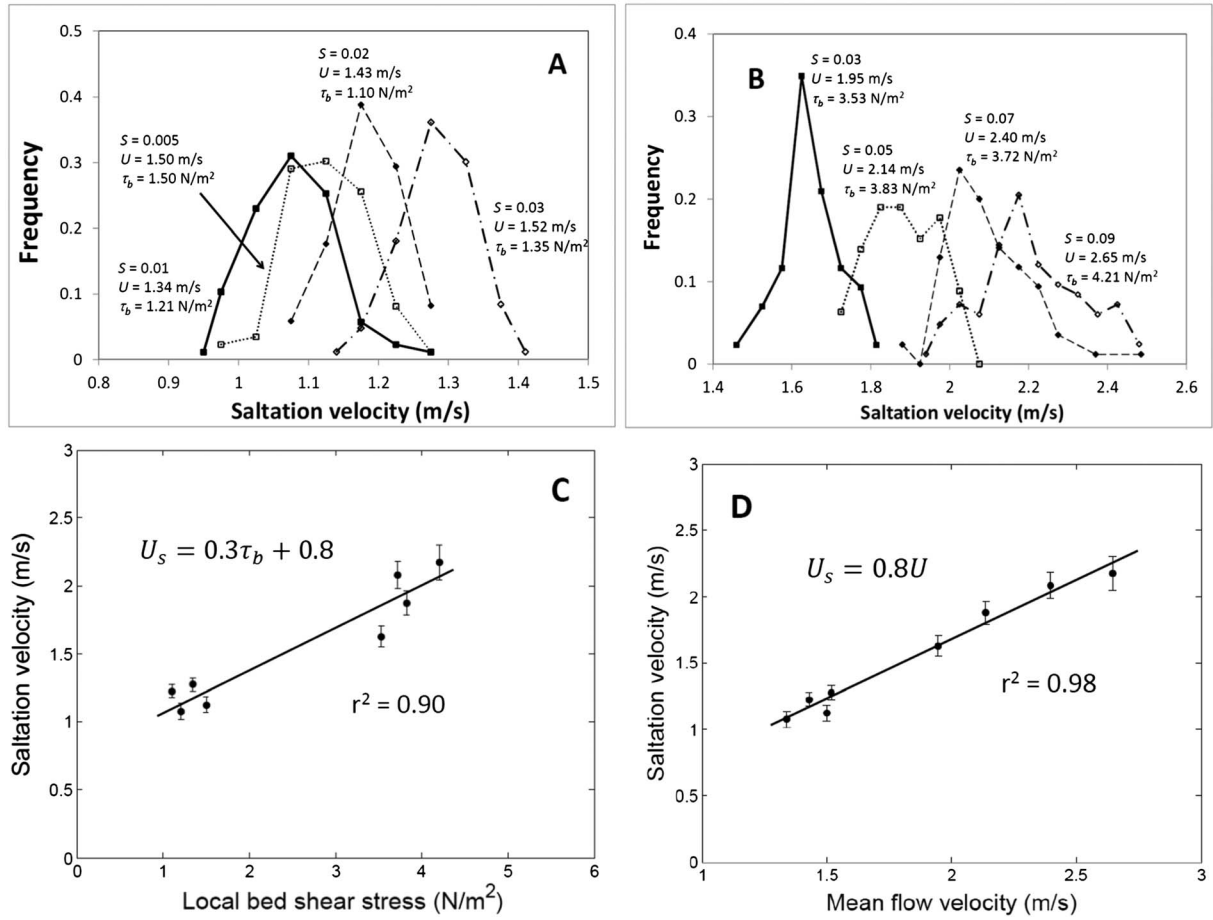 A
Frequency
0.5
0.4
0.3
0.2
0.1
0
S = 0.02
U = 1.43 m/s
τb = 1.10 N/m²
S = 0.005
U = 1.50 m/s
τb = 1.50 N/m²
S = 0.01
U = 1.34 m/s
τb = 1.21 N/m²
S = 0.03
U = 1.52 m/s
τb = 1.35 N/m²
0.8 0.9 1 1.1 1.2 1.3 1.4 1.5
Saltation velocity (m/s)
B
Frequency
0.4
0.3
0.2
0.1
0
S = 0.03
U = 1.95 m/s
τb = 3.53 N/m²
S = 0.05
U = 2.14 m/s
τb = 3.83 N/m²
S = 0.07
U = 2.40 m/s
τb = 3.72 N/m²
S = 0.09
U = 2.65 m/s
τb = 4.21 N/m²
1.4 1.6 1.8 2 2.2 2.4 2.6
Saltation velocity (m/s)
C
Saltation velocity (m/s)
3
2.5
2
1.5
1
0.5
0
Us = 0.3τb + 0.8
r² = 0.90
0 1 2 3 4 5 6
Local bed shear stress (N/m²)
D
Saltation velocity (m/s)
3
2.5
2
1.5
1
0.5
0
Us = 0.8U
r² = 0.98
1 1.5 2 2.5 3
Mean flow velocity (m/s)